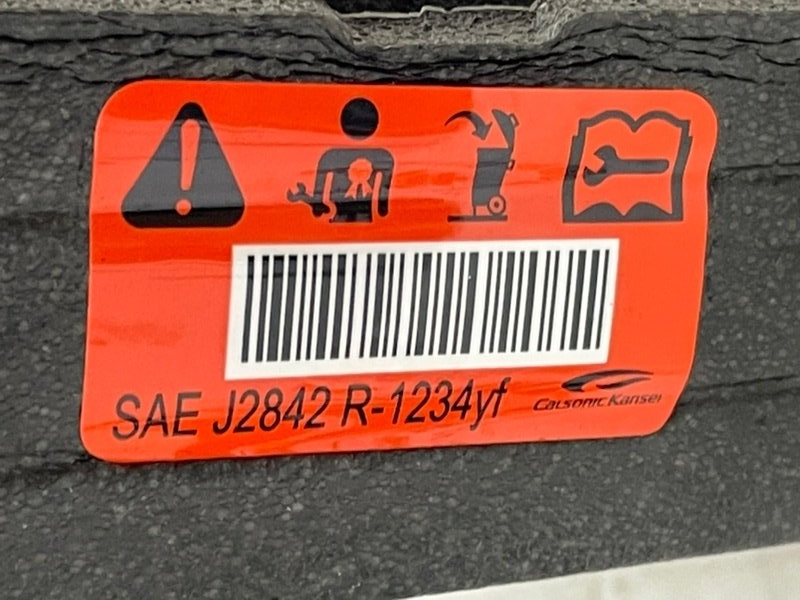 SAE J2842 R-1234yf
Calsonic Kansei